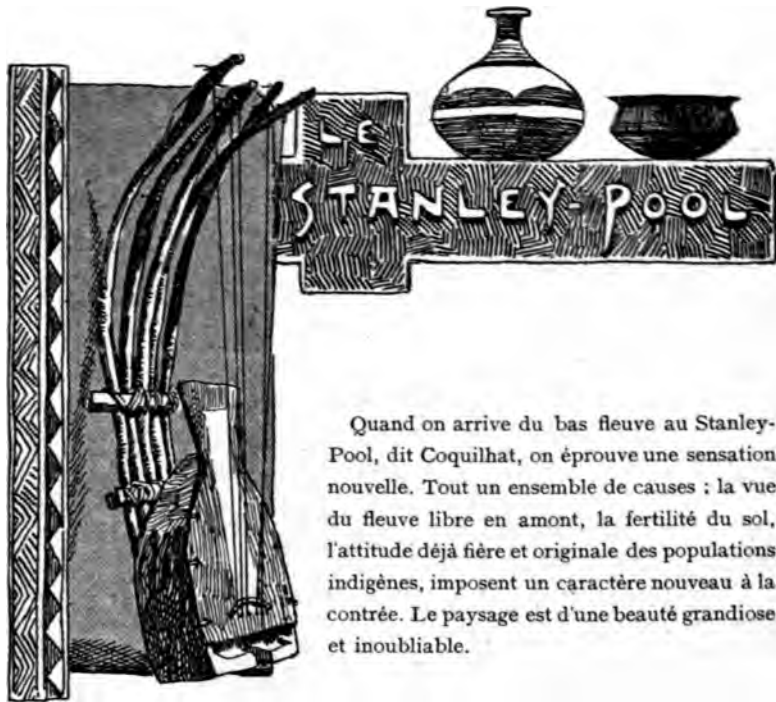 LE
STANLEY-POOL
Quand on arrive du bas fleuve au Stanley-
Pool, dit Coquilhat, on éprouve une sensation
nouvelle. Tout un ensemble de causes ; la vue
du fleuve libre en amont, la fertilité du sol,
l'attitude déjà fière et originale des populations
indigènes, imposent un caractère nouveau à la
contrée. Le paysage est d'une beauté grandiose
et inoubliable.